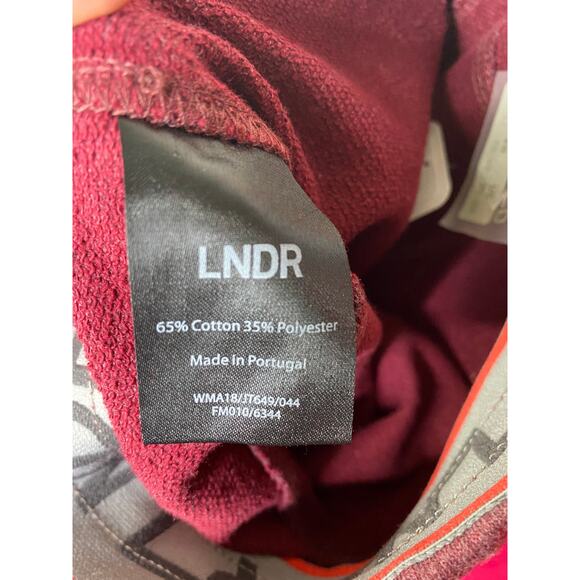 LNDR
65% Cotton 35% Polyester
Made in Portugal
WMA18/JT649/044
FM010/6344